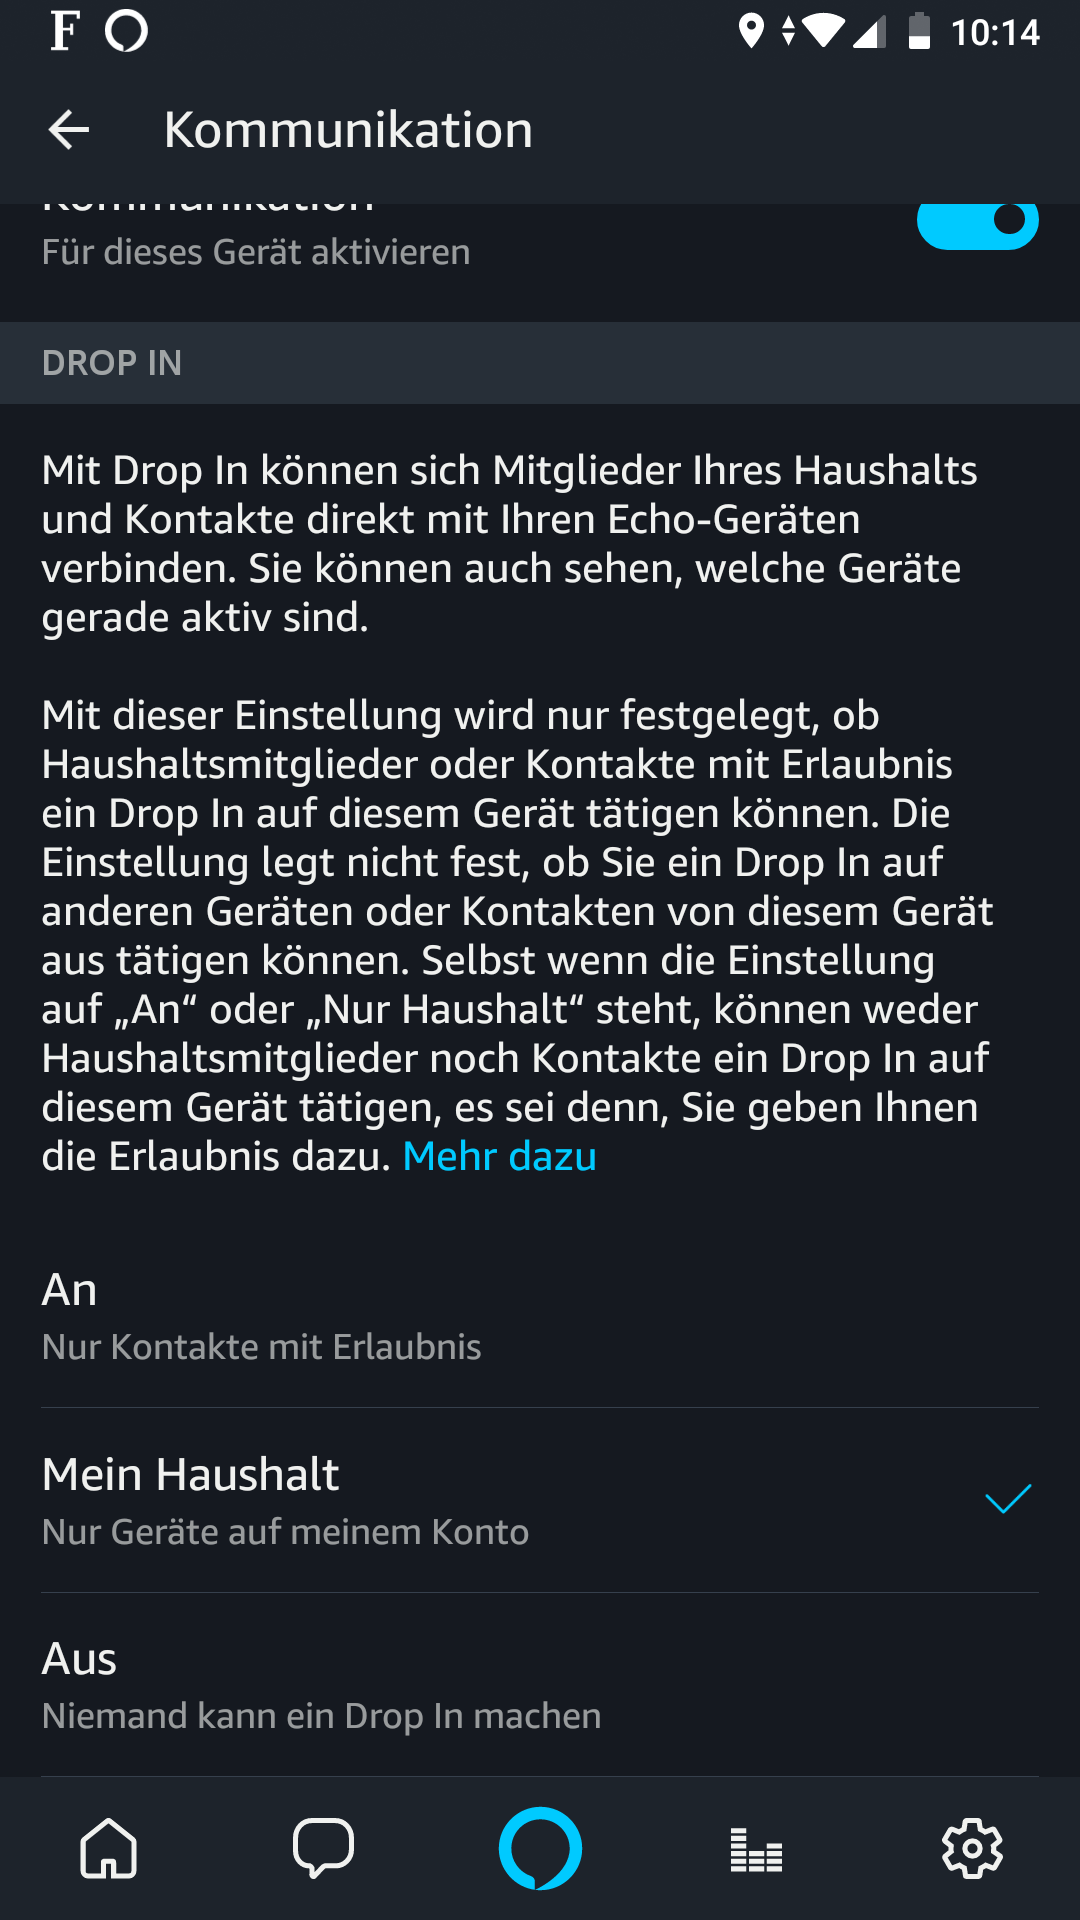 F 10:14
Kommunikation
Kommunikation
Für dieses Gerät aktivieren
DROP IN
Mit Drop In können sich Mitglieder Ihres Haushalts
und Kontakte direkt mit Ihren Echo-Geräten
verbinden. Sie können auch sehen, welche Geräte
gerade aktiv sind.
Mit dieser Einstellung wird nur festgelegt, ob
Haushaltsmitglieder oder Kontakte mit Erlaubnis
ein Drop In auf diesem Gerät tätigen können. Die
Einstellung legt nicht fest, ob Sie ein Drop In auf
anderen Geräten oder Kontakten von diesem Gerät
aus tätigen können. Selbst wenn die Einstellung
auf „An“ oder „Nur Haushalt“ steht, können weder
Haushaltsmitglieder noch Kontakte ein Drop In auf
diesem Gerät tätigen, es sei denn, Sie geben Ihnen
die Erlaubnis dazu. Mehr dazu
An
Nur Kontakte mit Erlaubnis
Mein Haushalt
Nur Geräte auf meinem Konto
Aus
Niemand kann ein Drop In machen